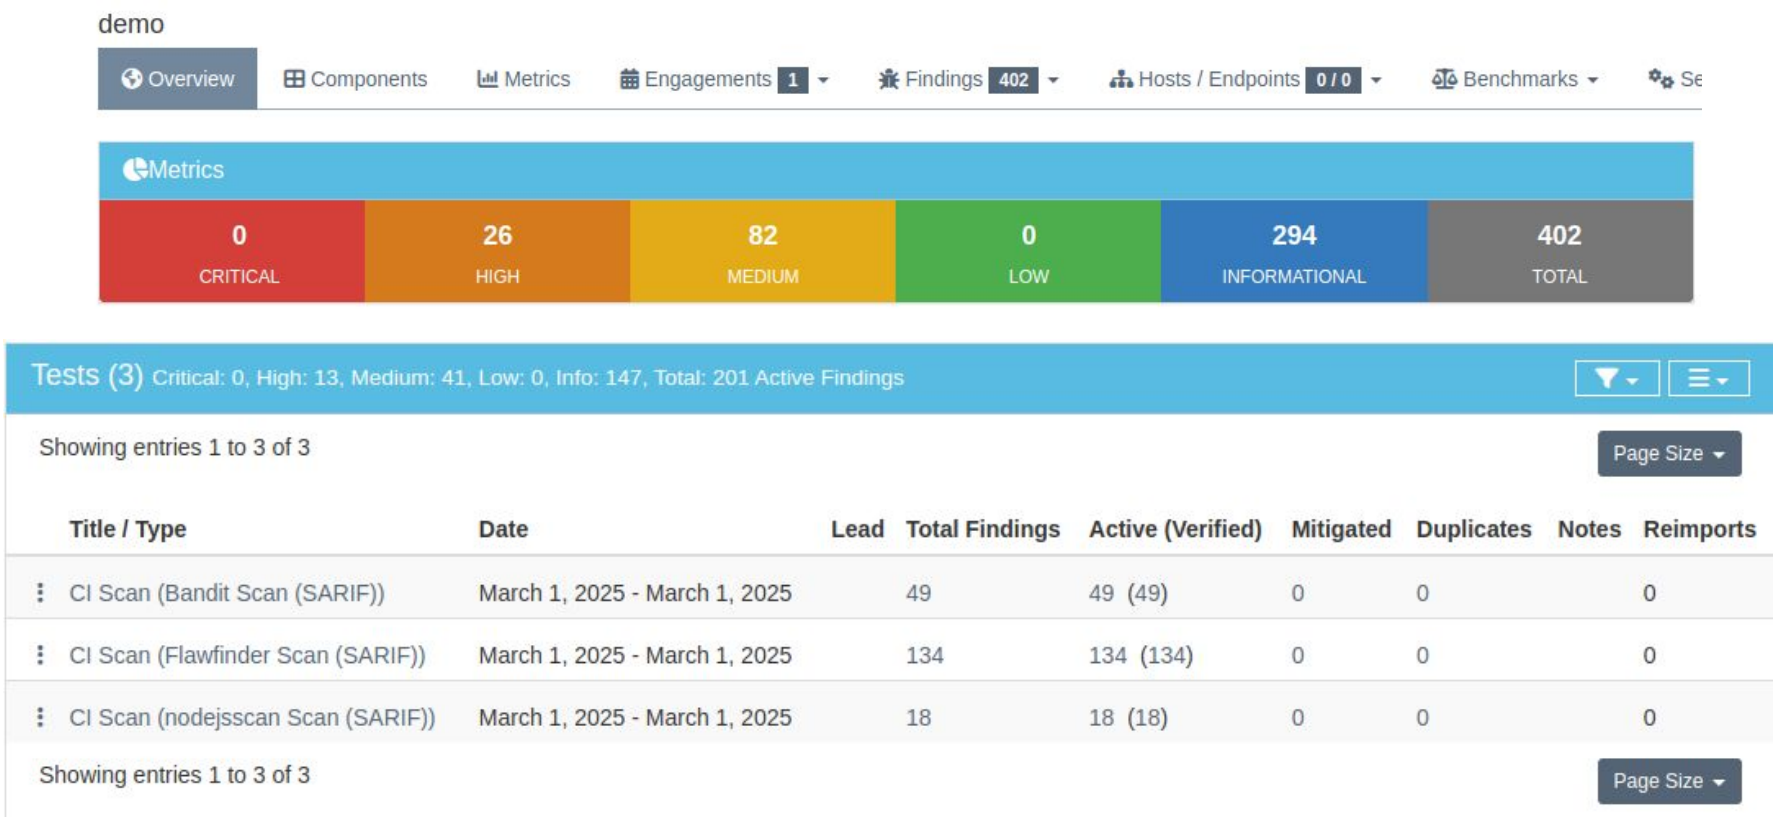 demo
Overview Components Metrics Engagements 1 Findings 402 Hosts / Endpoints 0 / 0 Benchmarks Se
Metrics
0 26 82 0 294 402
CRITICAL HIGH MEDIUM LOW INFORMATIONAL TOTAL
Tests (3) Critical: 0, High: 13, Medium: 41, Low: 0, Info: 147, Total: 201 Active Findings
Showing entries 1 to 3 of 3 Page Size
Title / Type Date Lead Total Findings Active (Verified) Mitigated Duplicates Notes Reimports
CI Scan (Bandit Scan (SARIF)) March 1, 2025 - March 1, 2025 49 49 (49) 0 0 0
CI Scan (Flawfinder Scan (SARIF)) March 1, 2025 - March 1, 2025 134 134 (134) 0 0 0
CI Scan (nodejsscan Scan (SARIF)) March 1, 2025 - March 1, 2025 18 18 (18) 0 0 0
Showing entries 1 to 3 of 3 Page Size